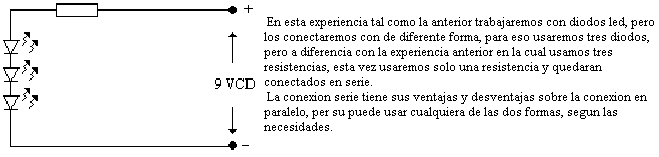 +
9 VCD
–
En esta experiencia tal como la anterior trabajaremos con diodos led, pero
los conectaremos con de diferente forma, para eso usaremos tres diodos,
pero a diferencia con la experiencia anterior en la cual usamos tres
resistencias, esta vez usaremos solo una resistencia y quedaran
conectados en serie.
La conexion serie tiene sus ventajas y desventajas sobre la conexion en
paralelo, per su puede usar cualquiera de las dos formas, segun las
necesidades.